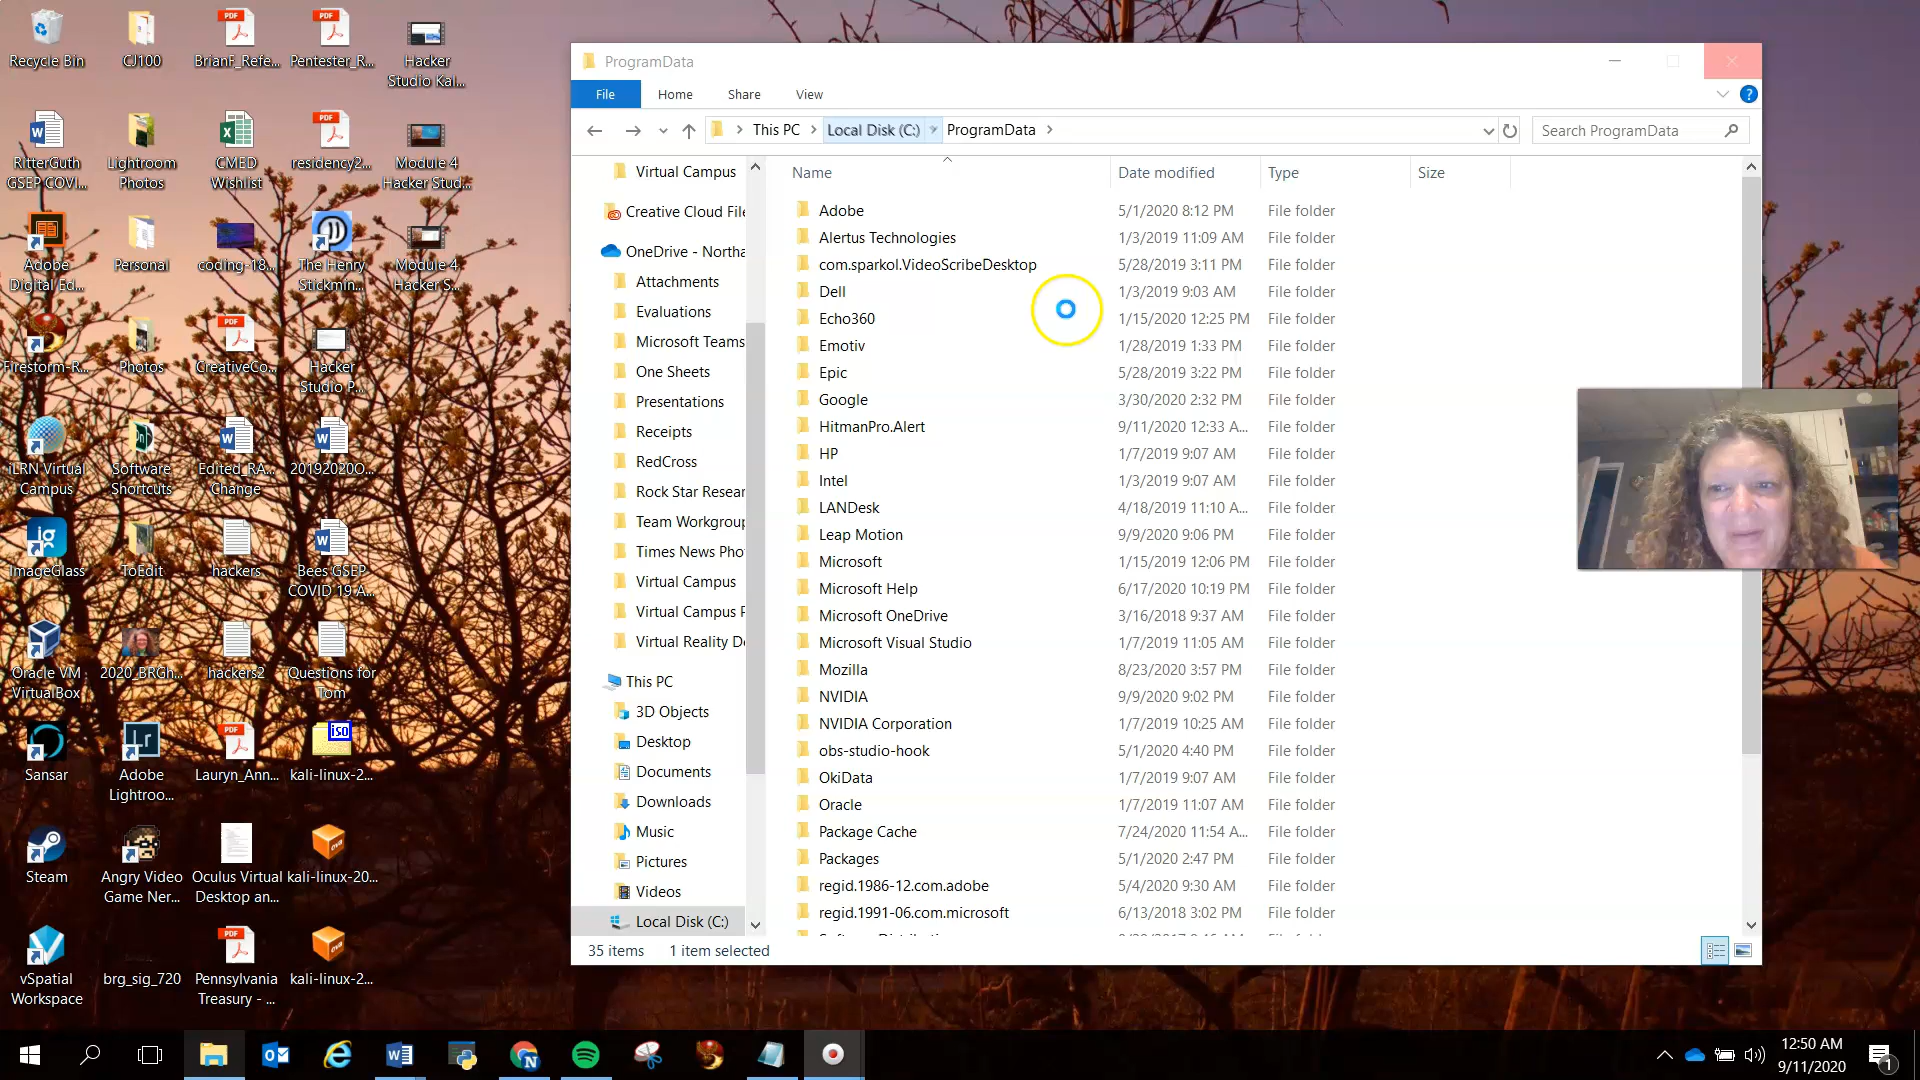 Recycle Bin
CJ100
BrianF_Refe...
Pentester_R...
Hacker
Studio Kal...
RitterGuth
GSEP COVI...
Lightroom
Photos
CMED
Wishlist
residency2...
Module 4
Hacker Stud...
Adobe
Digital Ed...
Personal
coding-18...
The Henry
Stickmin...
Module 4
Hacker S...
Firestorm-R...
Photos
CreativeCo...
Hacker
Studio P...
iLRN Virtual
Campus
Software
Shortcuts
Edited_RA...
Change
20192020O...
ImageGlass
ToEdit
hackers
Bees GSEP
COVID 19 A...
Oracle VM
VirtualBox
2020_BRGh...
hackers2
Questions for
Tom
Sansar
Adobe
Lightroo...
Lauryn_Ann...
kali-linux-2...
Steam
Angry Video
Game Ner...
Oculus Virtual
Desktop an...
kali-linux-20...
vSpatial
Workspace
brg_sig_720
Pennsylvania
Treasury - ...
kali-linux-2...
ProgramData
File Home Share View
This PC Local Disk (C:) ProgramData
Search ProgramData
Virtual Campus
Creative Cloud File
OneDrive - Northa
Attachments
Evaluations
Microsoft Teams
One Sheets
Presentations
Receipts
RedCross
Rock Star Resear
Team Workgroup
Times News Pho
Virtual Campus
Virtual Campus P
Virtual Reality De
This PC
3D Objects
Desktop
Documents
Downloads
Music
Pictures
Videos
Local Disk (C:)
Name Date modified Type Size
Adobe 5/1/2020 8:12 PM File folder
Alertus Technologies 1/3/2019 11:09 AM File folder
com.sparkol.VideoScribeDesktop 5/28/2019 3:11 PM File folder
Dell 1/3/2019 9:03 AM File folder
Echo360 1/15/2020 12:25 PM File folder
Emotiv 1/28/2019 1:33 PM File folder
Epic 5/28/2019 3:22 PM File folder
Google 3/30/2020 2:32 PM File folder
HitmanPro.Alert 9/11/2020 12:33 A... File folder
HP 1/7/2019 9:07 AM File folder
Intel 1/3/2019 9:07 AM File folder
LANDesk 4/18/2019 11:10 A... File folder
Leap Motion 9/9/2020 9:06 PM File folder
Microsoft 1/15/2019 12:06 PM File folder
Microsoft Help 6/17/2020 10:19 PM File folder
Microsoft OneDrive 3/16/2018 9:37 AM File folder
Microsoft Visual Studio 1/7/2019 11:05 AM File folder
Mozilla 8/23/2020 3:57 PM File folder
NVIDIA 9/9/2020 9:02 PM File folder
NVIDIA Corporation 1/7/2019 10:25 AM File folder
obs-studio-hook 5/1/2020 4:40 PM File folder
OkiData 1/7/2019 9:07 AM File folder
Oracle 1/7/2019 11:07 AM File folder
Package Cache 7/24/2020 11:54 A... File folder
Packages 5/1/2020 2:47 PM File folder
regid.1986-12.com.adobe 5/4/2020 9:30 AM File folder
regid.1991-06.com.microsoft 6/13/2018 3:02 PM File folder
35 items 1 item selected
12:50 AM
9/11/2020
1